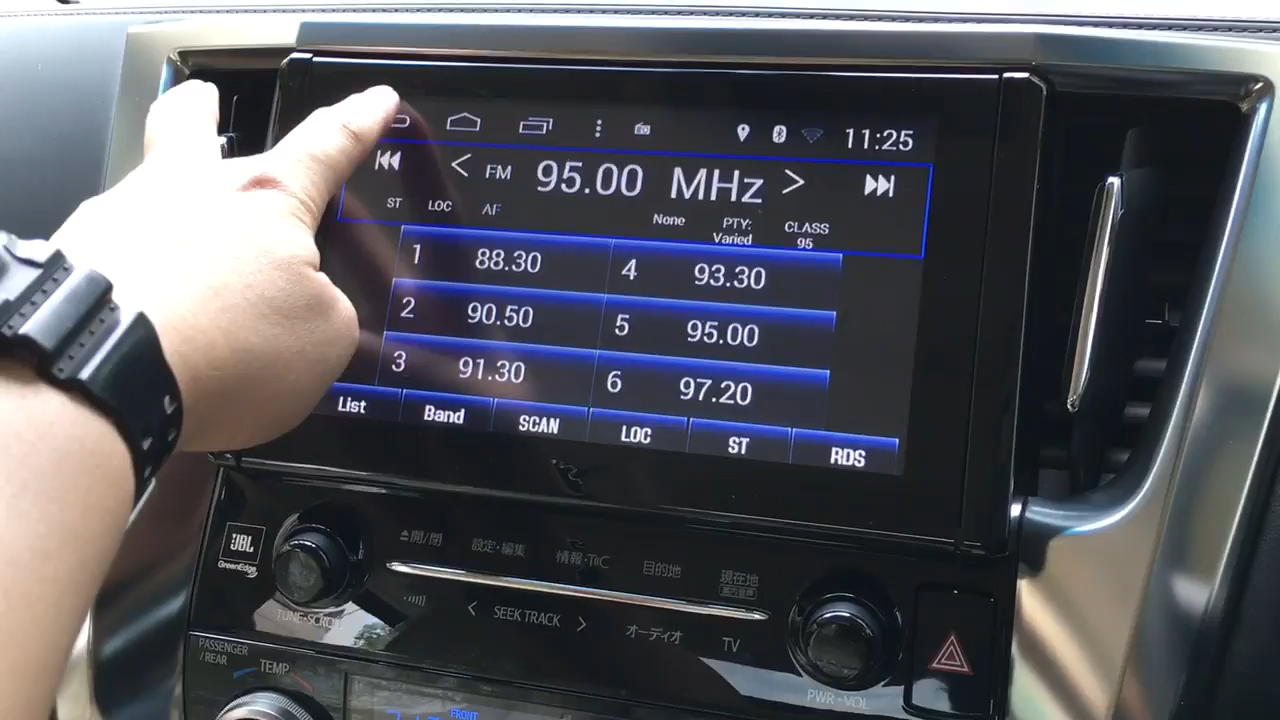 11:25
FM 95.00 MHz
ST LOC AF None PTY: Varied CLASS 95
1 88.30 4 93.30
2 90.50 5 95.00
3 91.30 6 97.20
List Band SCAN LOC ST RDS
JBL
GreenEdge
開/閉 設定・編集 情報・T®C 目的地 現在地
TUNE・SCROLL
SEEK TRACK
オーディオ TV
PWR・VOL
PASSENGER
/REAR
TEMP
FRONT